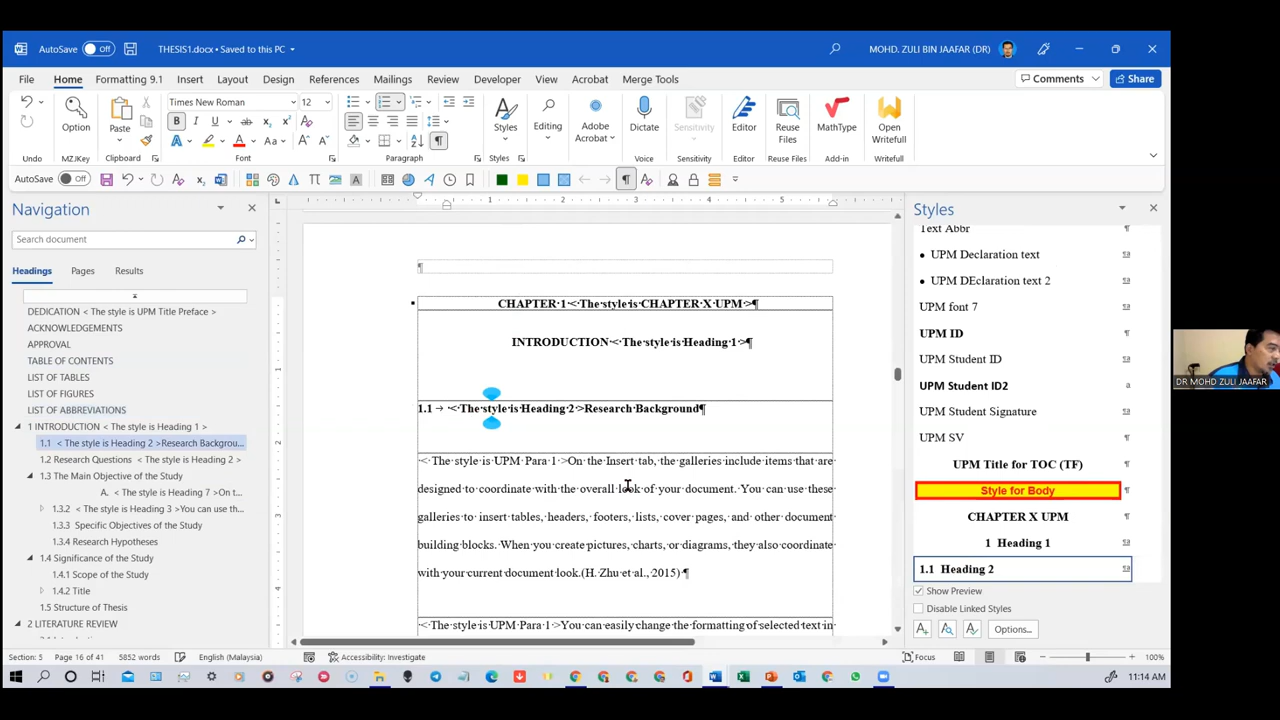 AutoSave Off THESIS1.docx • Saved to this PC MOHD. ZULI BIN JAAFAR (DR)
File Home Formatting 9.1 Insert Layout Design References Mailings Review Developer View Acrobat Merge Tools Comments Share
Times New Roman 12
Option Paste Styles Editing Adobe Acrobat Dictate Sensitivity Editor Reuse Files MathType Open Writefull
Undo MZJKey Clipboard Font Paragraph Styles Voice Sensitivity Editor Reuse Files Add-in Writefull
AutoSave Off
Navigation
Search document
Headings Pages Results
DEDICATION < The style is UPM Title Preface >
ACKNOWLEDGEMENTS
APPROVAL
TABLE OF CONTENTS
LIST OF TABLES
LIST OF FIGURES
LIST OF ABBREVIATIONS
1 INTRODUCTION < The style is Heading 1 >
1.1 < The style is Heading 2 >Research Backgrou...
1.2 Research Questions < The style is Heading 2 >
1.3 The Main Objective of the Study
A. < The style is Heading 7 >On t...
1.3.2 < The style is Heading 3 >You can use th...
1.3.3 Specific Objectives of the Study
1.3.4 Research Hypotheses
1.4 Significance of the Study
1.4.1 Scope of the Study
1.4.2 Title
1.5 Structure of Thesis
2 LITERATURE REVIEW
1 2 3 4 5
CHAPTER 1 < The style is CHAPTER X UPM >¶
INTRODUCTION < The style is Heading 1 >¶
1.1 → < The style is Heading 2 >Research Background¶
< The style is UPM Para 1 >On the Insert tab, the galleries include items that are
designed to coordinate with the overall look of your document. You can use these
galleries to insert tables, headers, footers, lists, cover pages, and other document
building blocks. When you create pictures, charts, or diagrams, they also coordinate
with your current document look.(H. Zhu et al., 2015) ¶
< The style is UPM Para 1 >You can easily change the formatting of selected text in
Styles
Text Abbr
• UPM Declaration text
• UPM DEclaration text 2
UPM font 7
UPM ID
UPM Student ID
UPM Student ID2
UPM Student Signature
UPM SV
UPM Title for TOC (TF)
Style for Body
CHAPTER X UPM
1 Heading 1
1.1 Heading 2
Show Preview
Disable Linked Styles
Options...
DR MOHD ZULI JAAFAR
Section: 5 Page 16 of 41 5852 words English (Malaysia) Accessibility: Investigate Focus 100%
11:14 AM